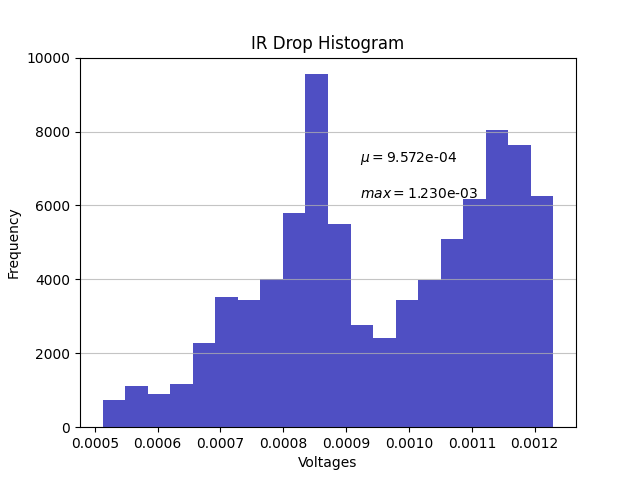 IR Drop Histogram
10000
8000
6000
4000
2000
0
Frequency
μ = 9.572e-04
max = 1.230e-03
0.0005 0.0006 0.0007 0.0008 0.0009 0.0010 0.0011 0.0012
Voltages